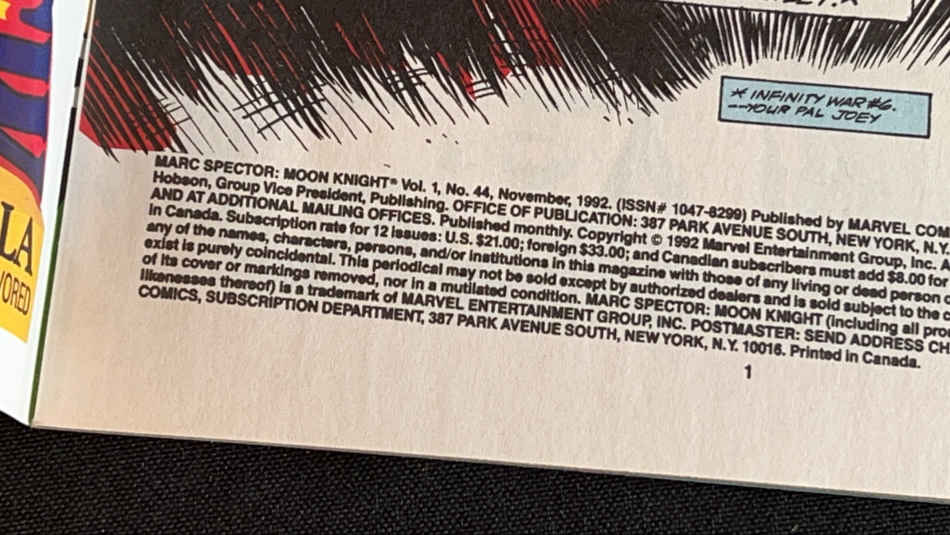 * INFINITY WAR #6.
--YOUR PAL JOEY
LA
MARC SPECTOR: MOON KNIGHT® Vol. 1, No. 44, November, 1992. (ISSN# 1047-8299) Published by MARVEL COM
Hobson, Group Vice President, Publishing. OFFICE OF PUBLICATION: 387 PARK AVENUE SOUTH, NEW YORK, N.Y.
AND AT ADDITIONAL MAILING OFFICES. Published monthly. Copyright © 1992 Marvel Entertainment Group, Inc. A
in Canada. Subscription rate for 12 issues: U.S. $21.00; foreign $33.00; and Canadian subscribers must add $8.00 for
any of the names, characters, persons, and/or institutions in this magazine with those of any living or dead person
exist is purely coincidental. This periodical may not be sold except by authorized dealers and is sold subject to the
of its cover or markings removed, nor in a mutilated condition. MARC SPECTOR: MOON KNIGHT (including all pro
likenesses thereof) is a trademark of MARVEL ENTERTAINMENT GROUP, INC. POSTMASTER: SEND ADDRESS CH
COMICS, SUBSCRIPTION DEPARTMENT, 387 PARK AVENUE SOUTH, NEW YORK, N.Y. 10016. Printed in Canada.
1